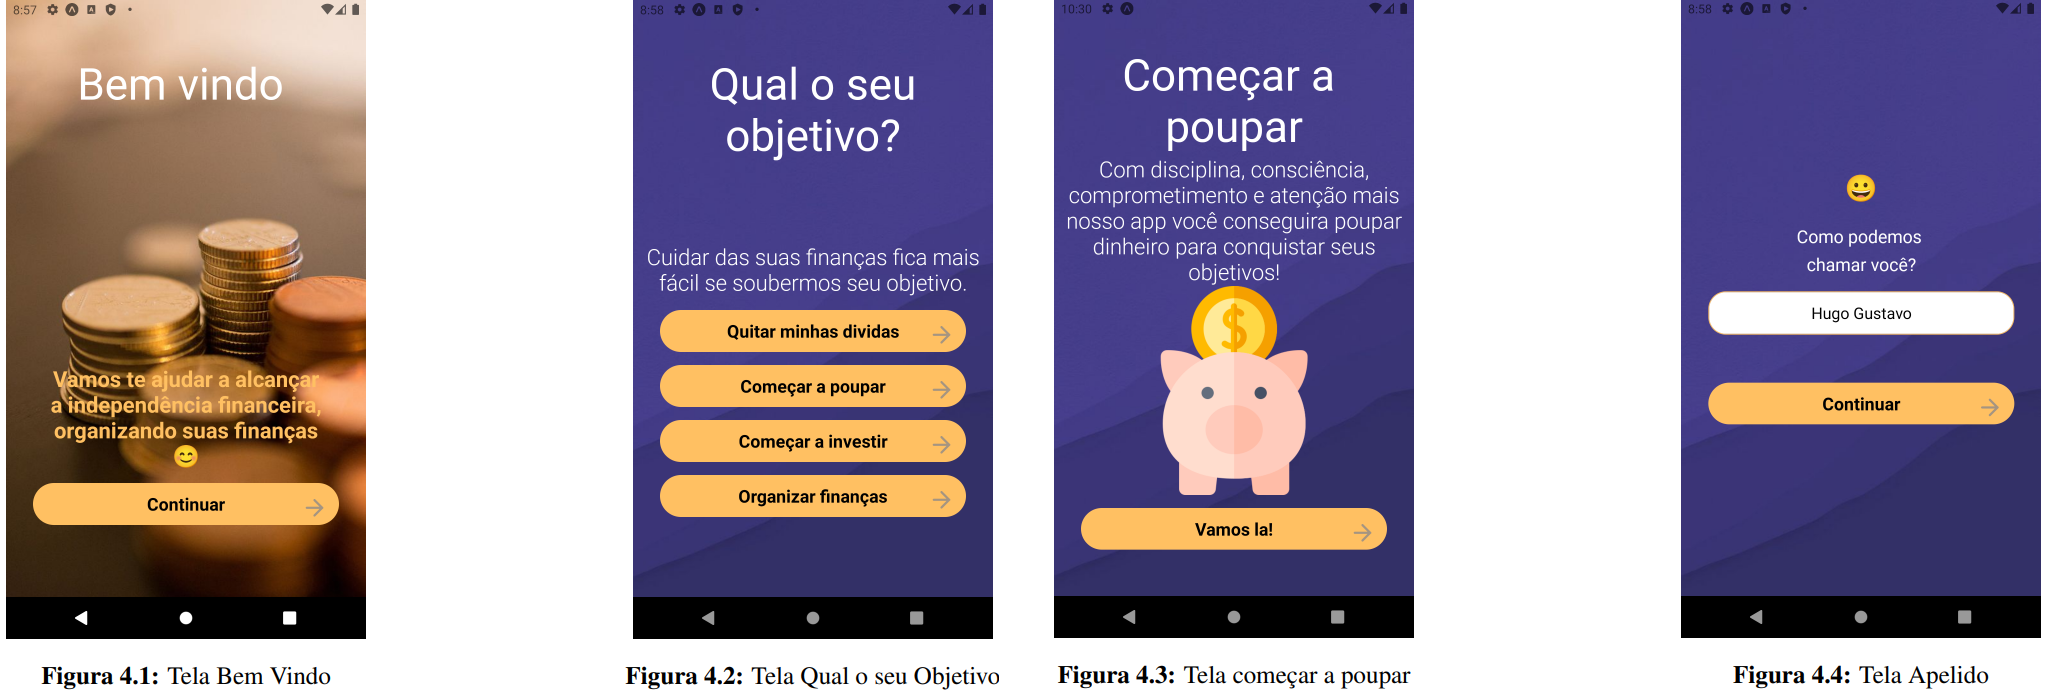 8:57
Bem vindo
Vamos te ajudar a alcançar
a independência financeira,
organizando suas finanças
😊
Continuar
Figura 4.1: Tela Bem Vindo
8:58
Qual o seu
objetivo?
Cuidar das suas finanças fica mais
fácil se soubermos seu objetivo.
Quitar minhas dividas
Começar a poupar
Começar a investir
Organizar finanças
Figura 4.2: Tela Qual o seu Objetivo
10:30
Começar a
poupar
Com disciplina, consciência,
comprometimento e atenção mais
nosso app você conseguira poupar
dinheiro para conquistar seus
objetivos!
$
Vamos la!
Figura 4.3: Tela começar a poupar
8:58
😀
Como podemos
chamar você?
Hugo Gustavo
Continuar
Figura 4.4: Tela Apelido